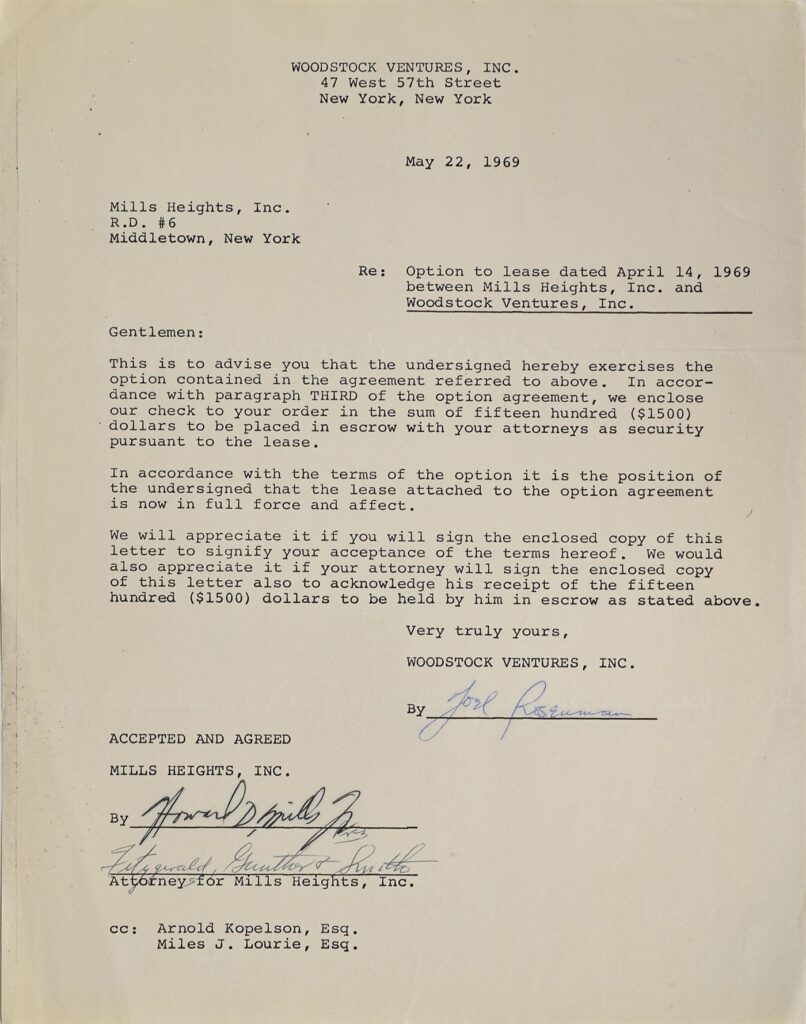 WOODSTOCK VENTURES, INC.
47 West 57th Street
New York, New York
May 22, 1969
Mills Heights, Inc.
R.D. #6
Middletown, New York
Re: Option to lease dated April 14, 1969
between Mills Heights, Inc. and
Woodstock Ventures, Inc.
Gentlemen:
This is to advise you that the undersigned hereby exercises the
option contained in the agreement referred to above. In accor-
dance with paragraph THIRD of the option agreement, we enclose
our check to your order in the sum of fifteen hundred ($1500)
dollars to be placed in escrow with your attorneys as security
pursuant to the lease.
In accordance with the terms of the option it is the position of
the undersigned that the lease attached to the option agreement
is now in full force and affect.
We will appreciate it if you will sign the enclosed copy of this
letter to signify your acceptance of the terms hereof. We would
also appreciate it if your attorney will sign the enclosed copy
of this letter also to acknowledge his receipt of the fifteen
hundred ($1500) dollars to be held by him in escrow as stated above.
Very truly yours,
WOODSTOCK VENTURES, INC.
By Joel Rosenman
ACCEPTED AND AGREED
MILLS HEIGHTS, INC.
By Howard D. Mills Jr. Pres
Fitzgerald, Gunther & Smith
Attorneys for Mills Heights, Inc.
cc: Arnold Kopelson, Esq.
Miles J. Lourie, Esq.